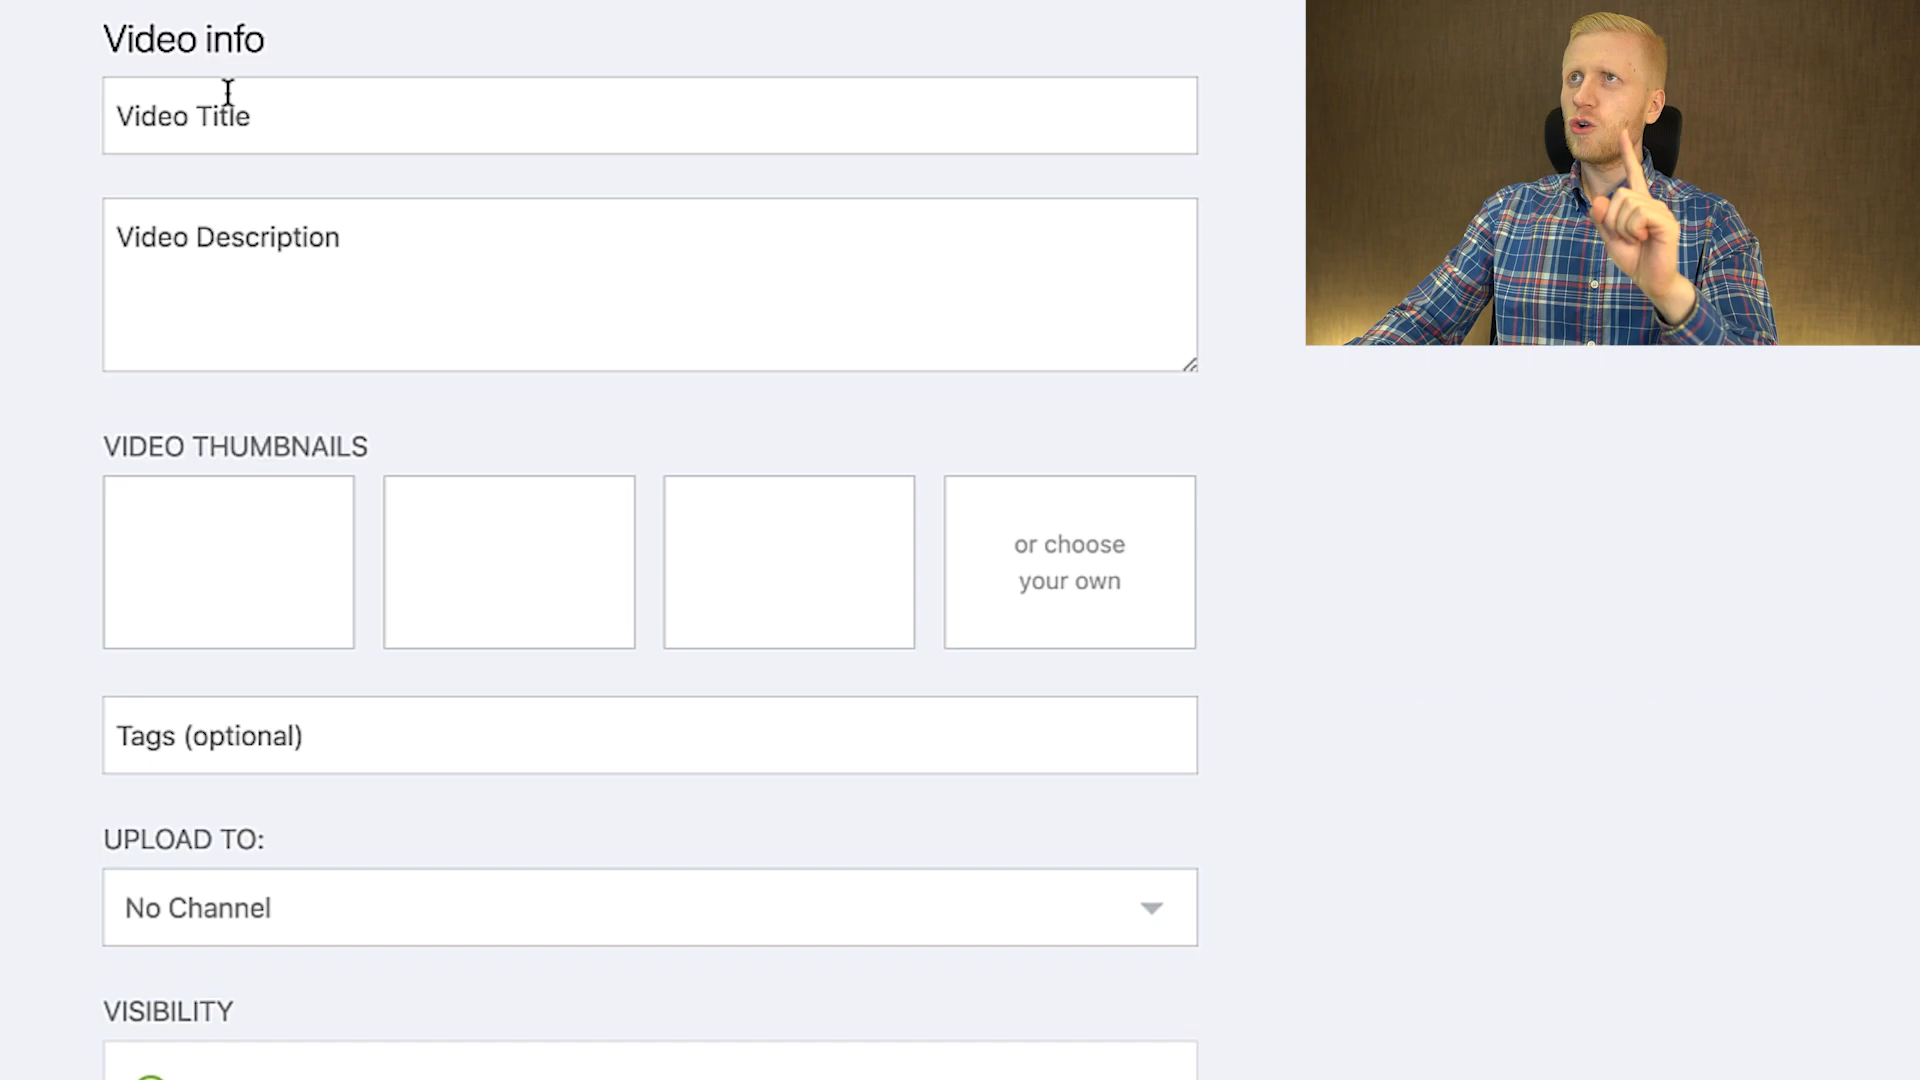 Video info
Video Title
Video Description
VIDEO THUMBNAILS
or choose
your own
Tags (optional)
UPLOAD TO:
No Channel
VISIBILITY